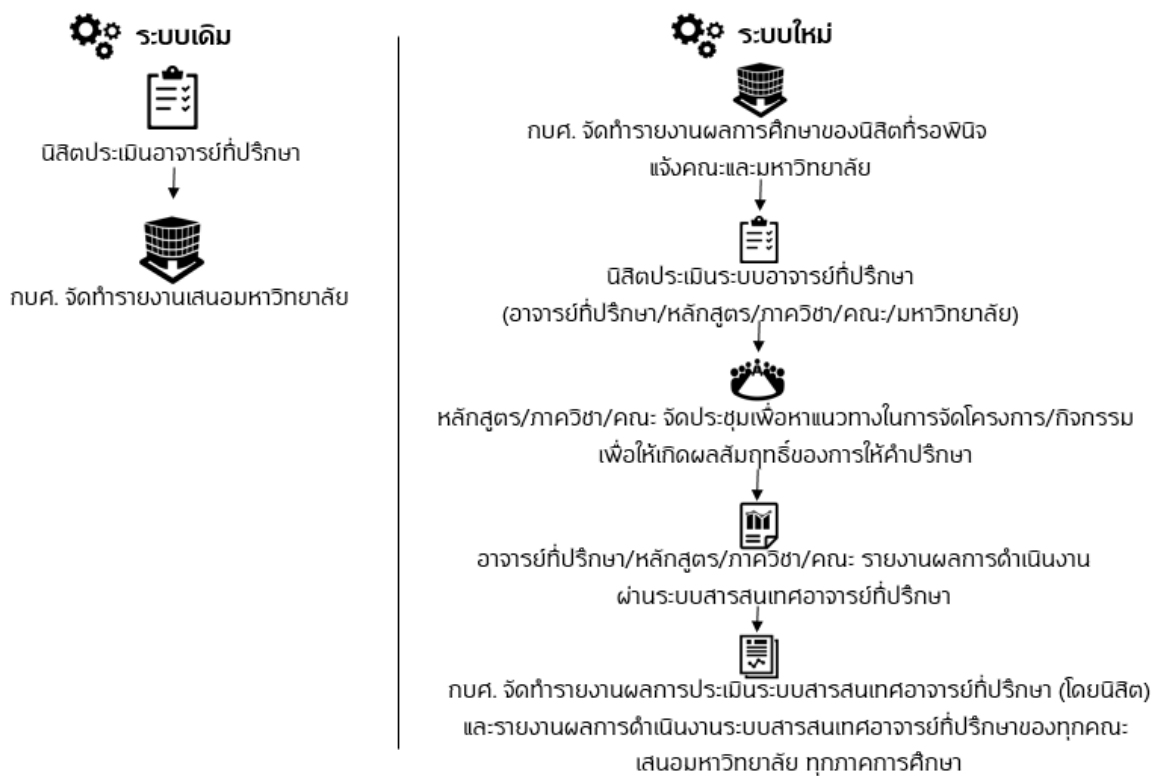 ระบบเดิม
นิสิตประเมินอาจารย์ที่ปรึกษา
กบศ. จัดทำรายงานเสนอมหาวิทยาลัย
ระบบใหม่
กบศ. จัดทำรายงานผลการศึกษาของนิสิตที่รอพินิจ
แจ้งคณะและมหาวิทยาลัย
นิสิตประเมินระบบอาจารย์ที่ปรึกษา
(อาจารย์ที่ปรึกษา/หลักสูตร/ภาควิชา/คณะ/มหาวิทยาลัย)
หลักสูตร/ภาควิชา/คณะ จัดประชุมเพื่อหาแนวทางในการจัดโครงการ/กิจกรรม
เพื่อให้เกิดผลสัมฤทธิ์ของการให้คำปรึกษา
อาจารย์ที่ปรึกษา/หลักสูตร/ภาควิชา/คณะ รายงานผลการดำเนินงาน
ผ่านระบบสารสนเทศอาจารย์ที่ปรึกษา
กบศ. จัดทำรายงานผลการประเมินระบบสารสนเทศอาจารย์ที่ปรึกษา (โดยนิสิต)
และรายงานผลการดำเนินงานระบบสารสนเทศอาจารย์ที่ปรึกษาของทุกคณะ
เสนอมหาวิทยาลัย ทุกภาคการศึกษา